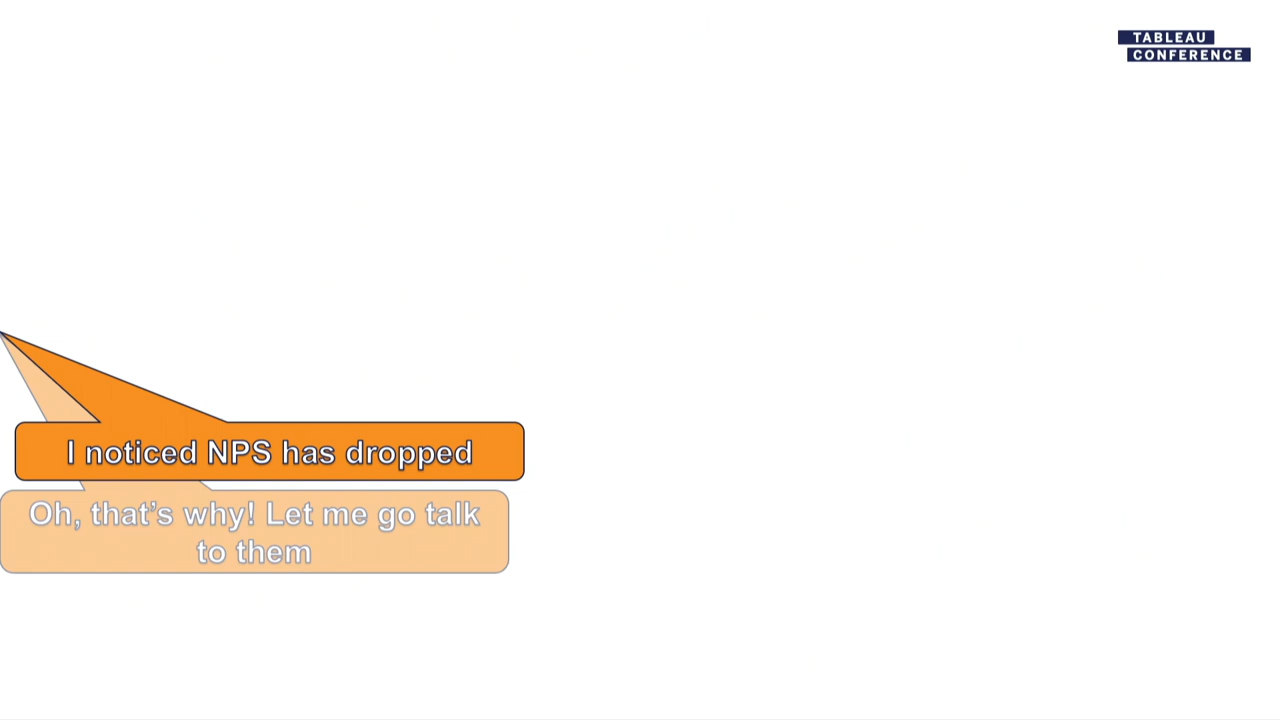 TABLEAU
CONFERENCE
I noticed NPS has dropped
Oh, that’s why! Let me go talk
to them